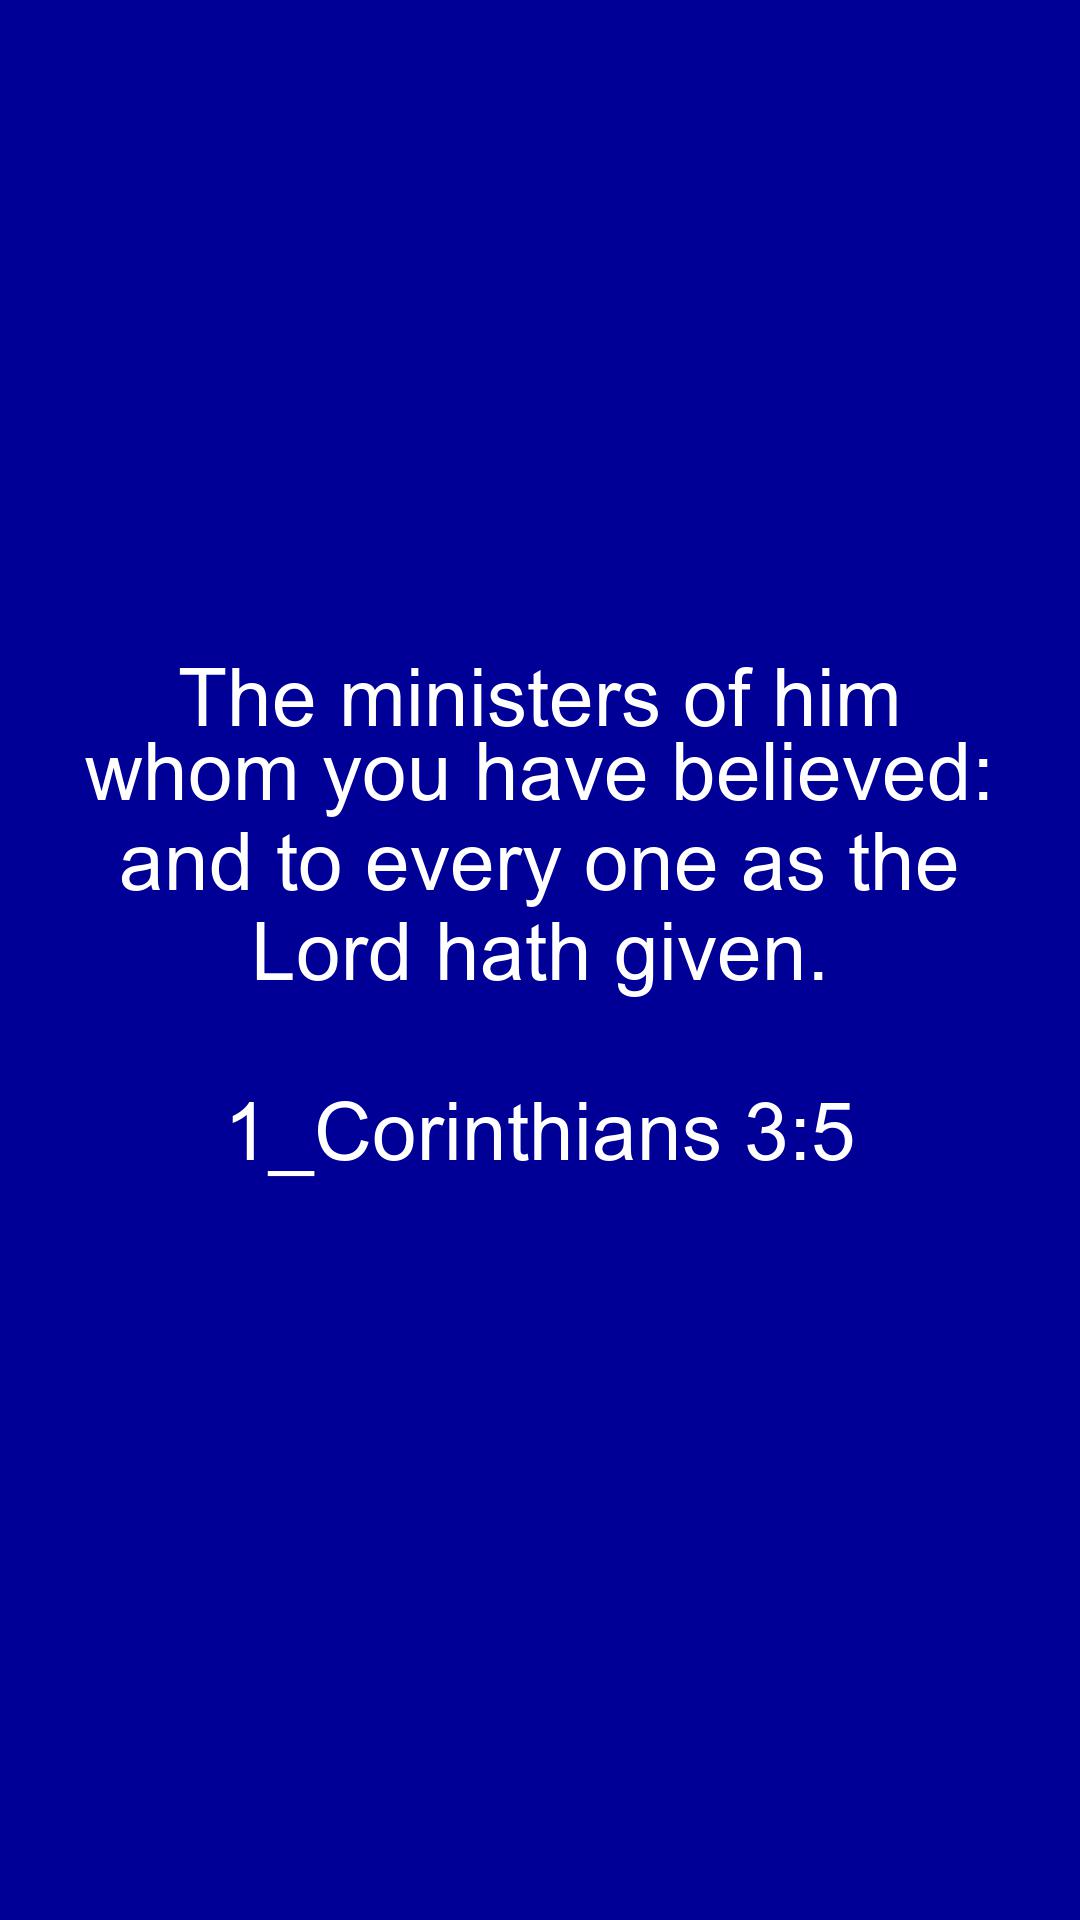 The ministers of him
whom you have believed:
and to every one as the
Lord hath given.
1_Corinthians 3:5